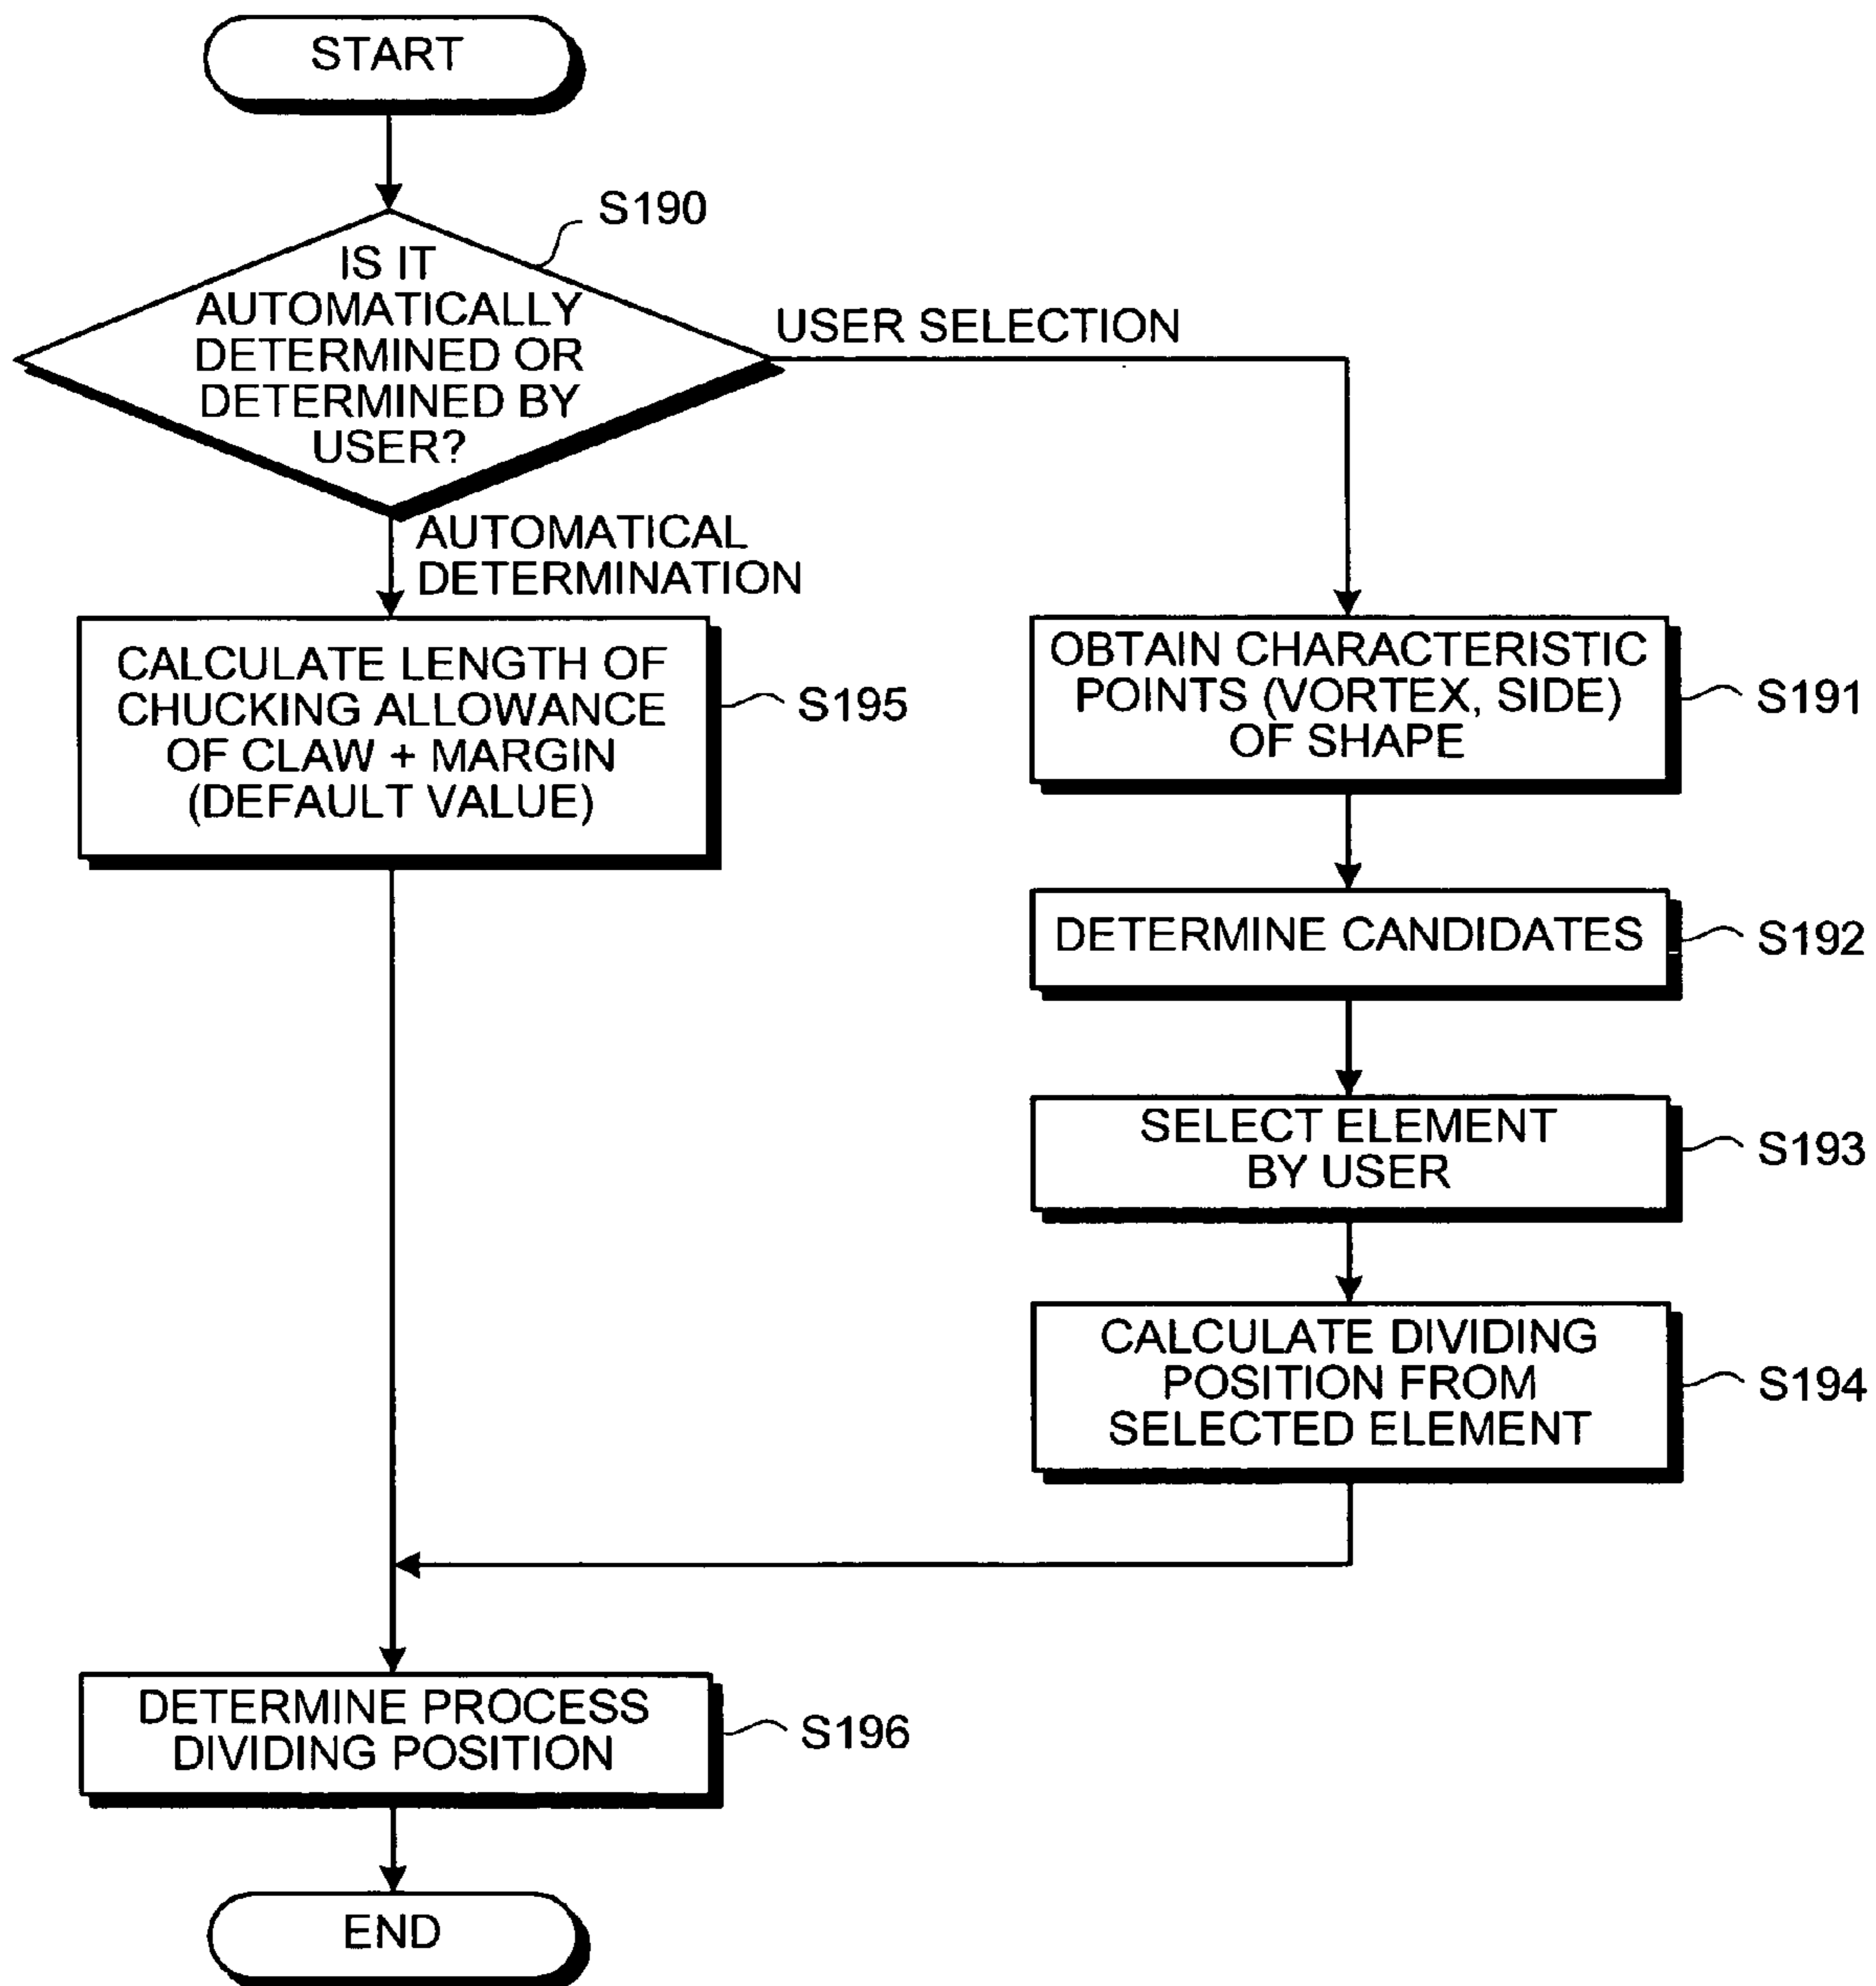 START
S190
IS IT
AUTOMATICALLY
DETERMINED OR
DETERMINED BY
USER?
USER SELECTION
AUTOMATICAL
DETERMINATION
CALCULATE LENGTH OF
CHUCKING ALLOWANCE
OF CLAW + MARGIN
(DEFAULT VALUE)
S195
OBTAIN CHARACTERISTIC
POINTS (VORTEX, SIDE)
OF SHAPE
S191
DETERMINE CANDIDATES
S192
SELECT ELEMENT
BY USER
S193
CALCULATE DIVIDING
POSITION FROM
SELECTED ELEMENT
S194
DETERMINE PROCESS
DIVIDING POSITION
S196
END